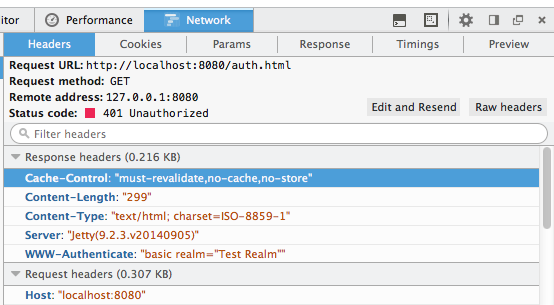 itor Performance Network
Headers Cookies Params Response Timings Preview
Request URL: http://localhost:8080/auth.html
Request method: GET
Remote address: 127.0.0.1:8080
Status code: 401 Unauthorized
Edit and Resend Raw headers
Filter headers
Response headers (0.216 KB)
Cache-Control: "must-revalidate,no-cache,no-store"
Content-Length: "299"
Content-Type: "text/html; charset=ISO-8859-1"
Server: "Jetty(9.2.3.v20140905)"
WWW-Authenticate: "basic realm="Test Realm""
Request headers (0.307 KB)
Host: "localhost:8080"